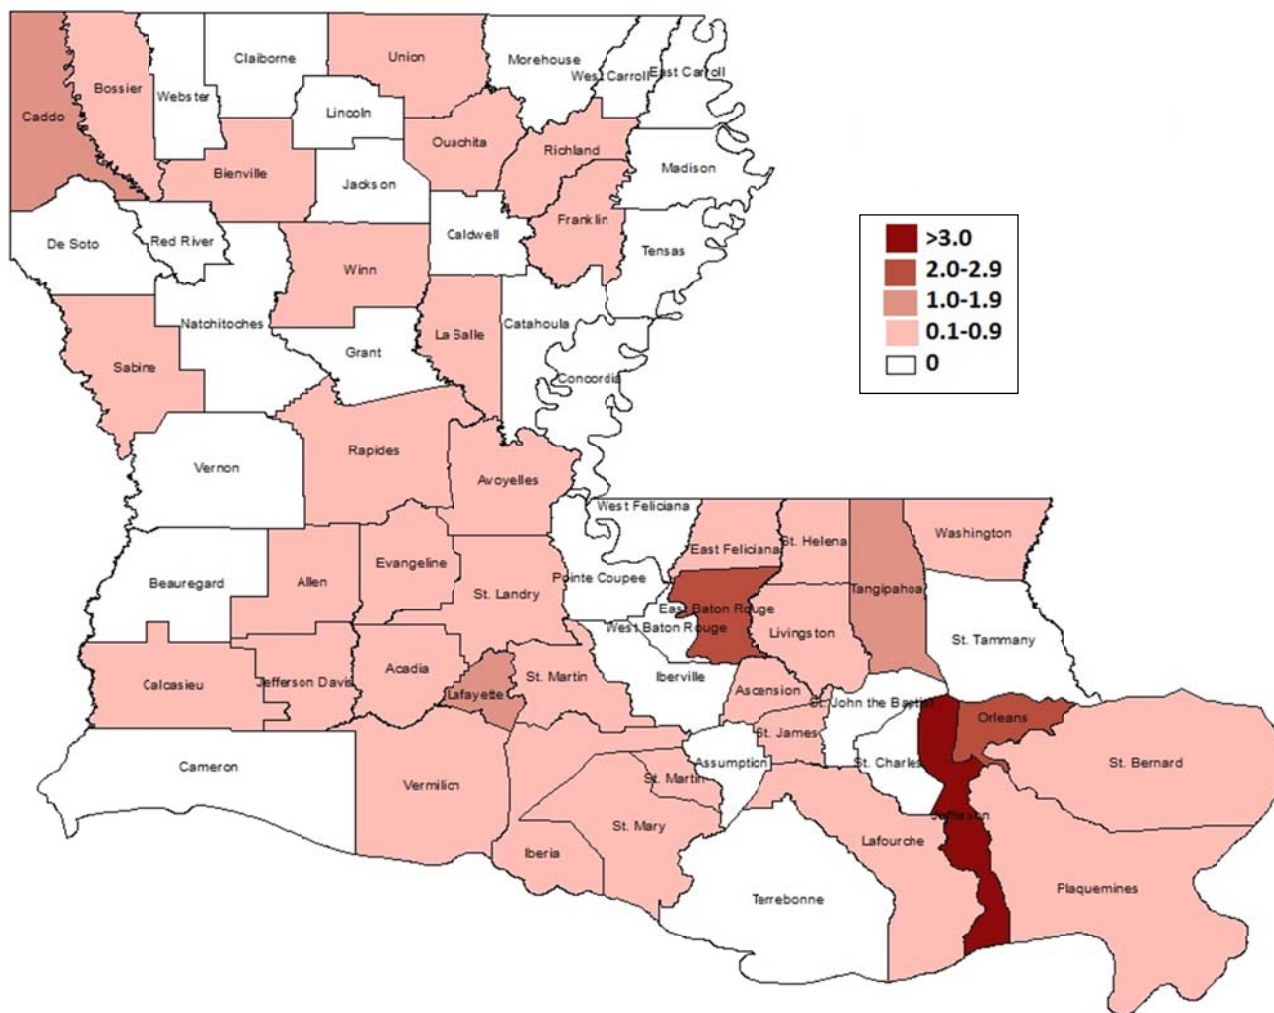 Claiborne
Union
Morehouse
West Carroll
East Carroll
Bossier
Webster
Caddo
Lincoln
Ouachita
Richland
Madison
Bienville
Jackson
Franklin
De Soto
Red River
Caldwell
Tensas
Winn
Natchitoches
La Salle
Catahoula
Grant
Sabine
Concordia
Rapides
Vernon
Avoyelles
West Feliciana
East Feliciana
St. Helena
Washington
Evangeline
Pointe Coupee
Beauregard
Allen
St. Landry
Tangipahoa
East Baton Rouge
West Baton Rouge
Livingston
St. Tammany
Acadia
St. Martin
Iberville
Calcasieu
Jefferson Davis
Lafayette
Ascension
St. John the Baptist
Orleans
St. James
Cameron
Assumption
St. Charles
St. Bernard
Vermilion
St. Martin
Jefferson
St. Mary
Lafourche
Iberia
Plaquemines
Terrebonne
>3.0
2.0-2.9
1.0-1.9
0.1-0.9
0